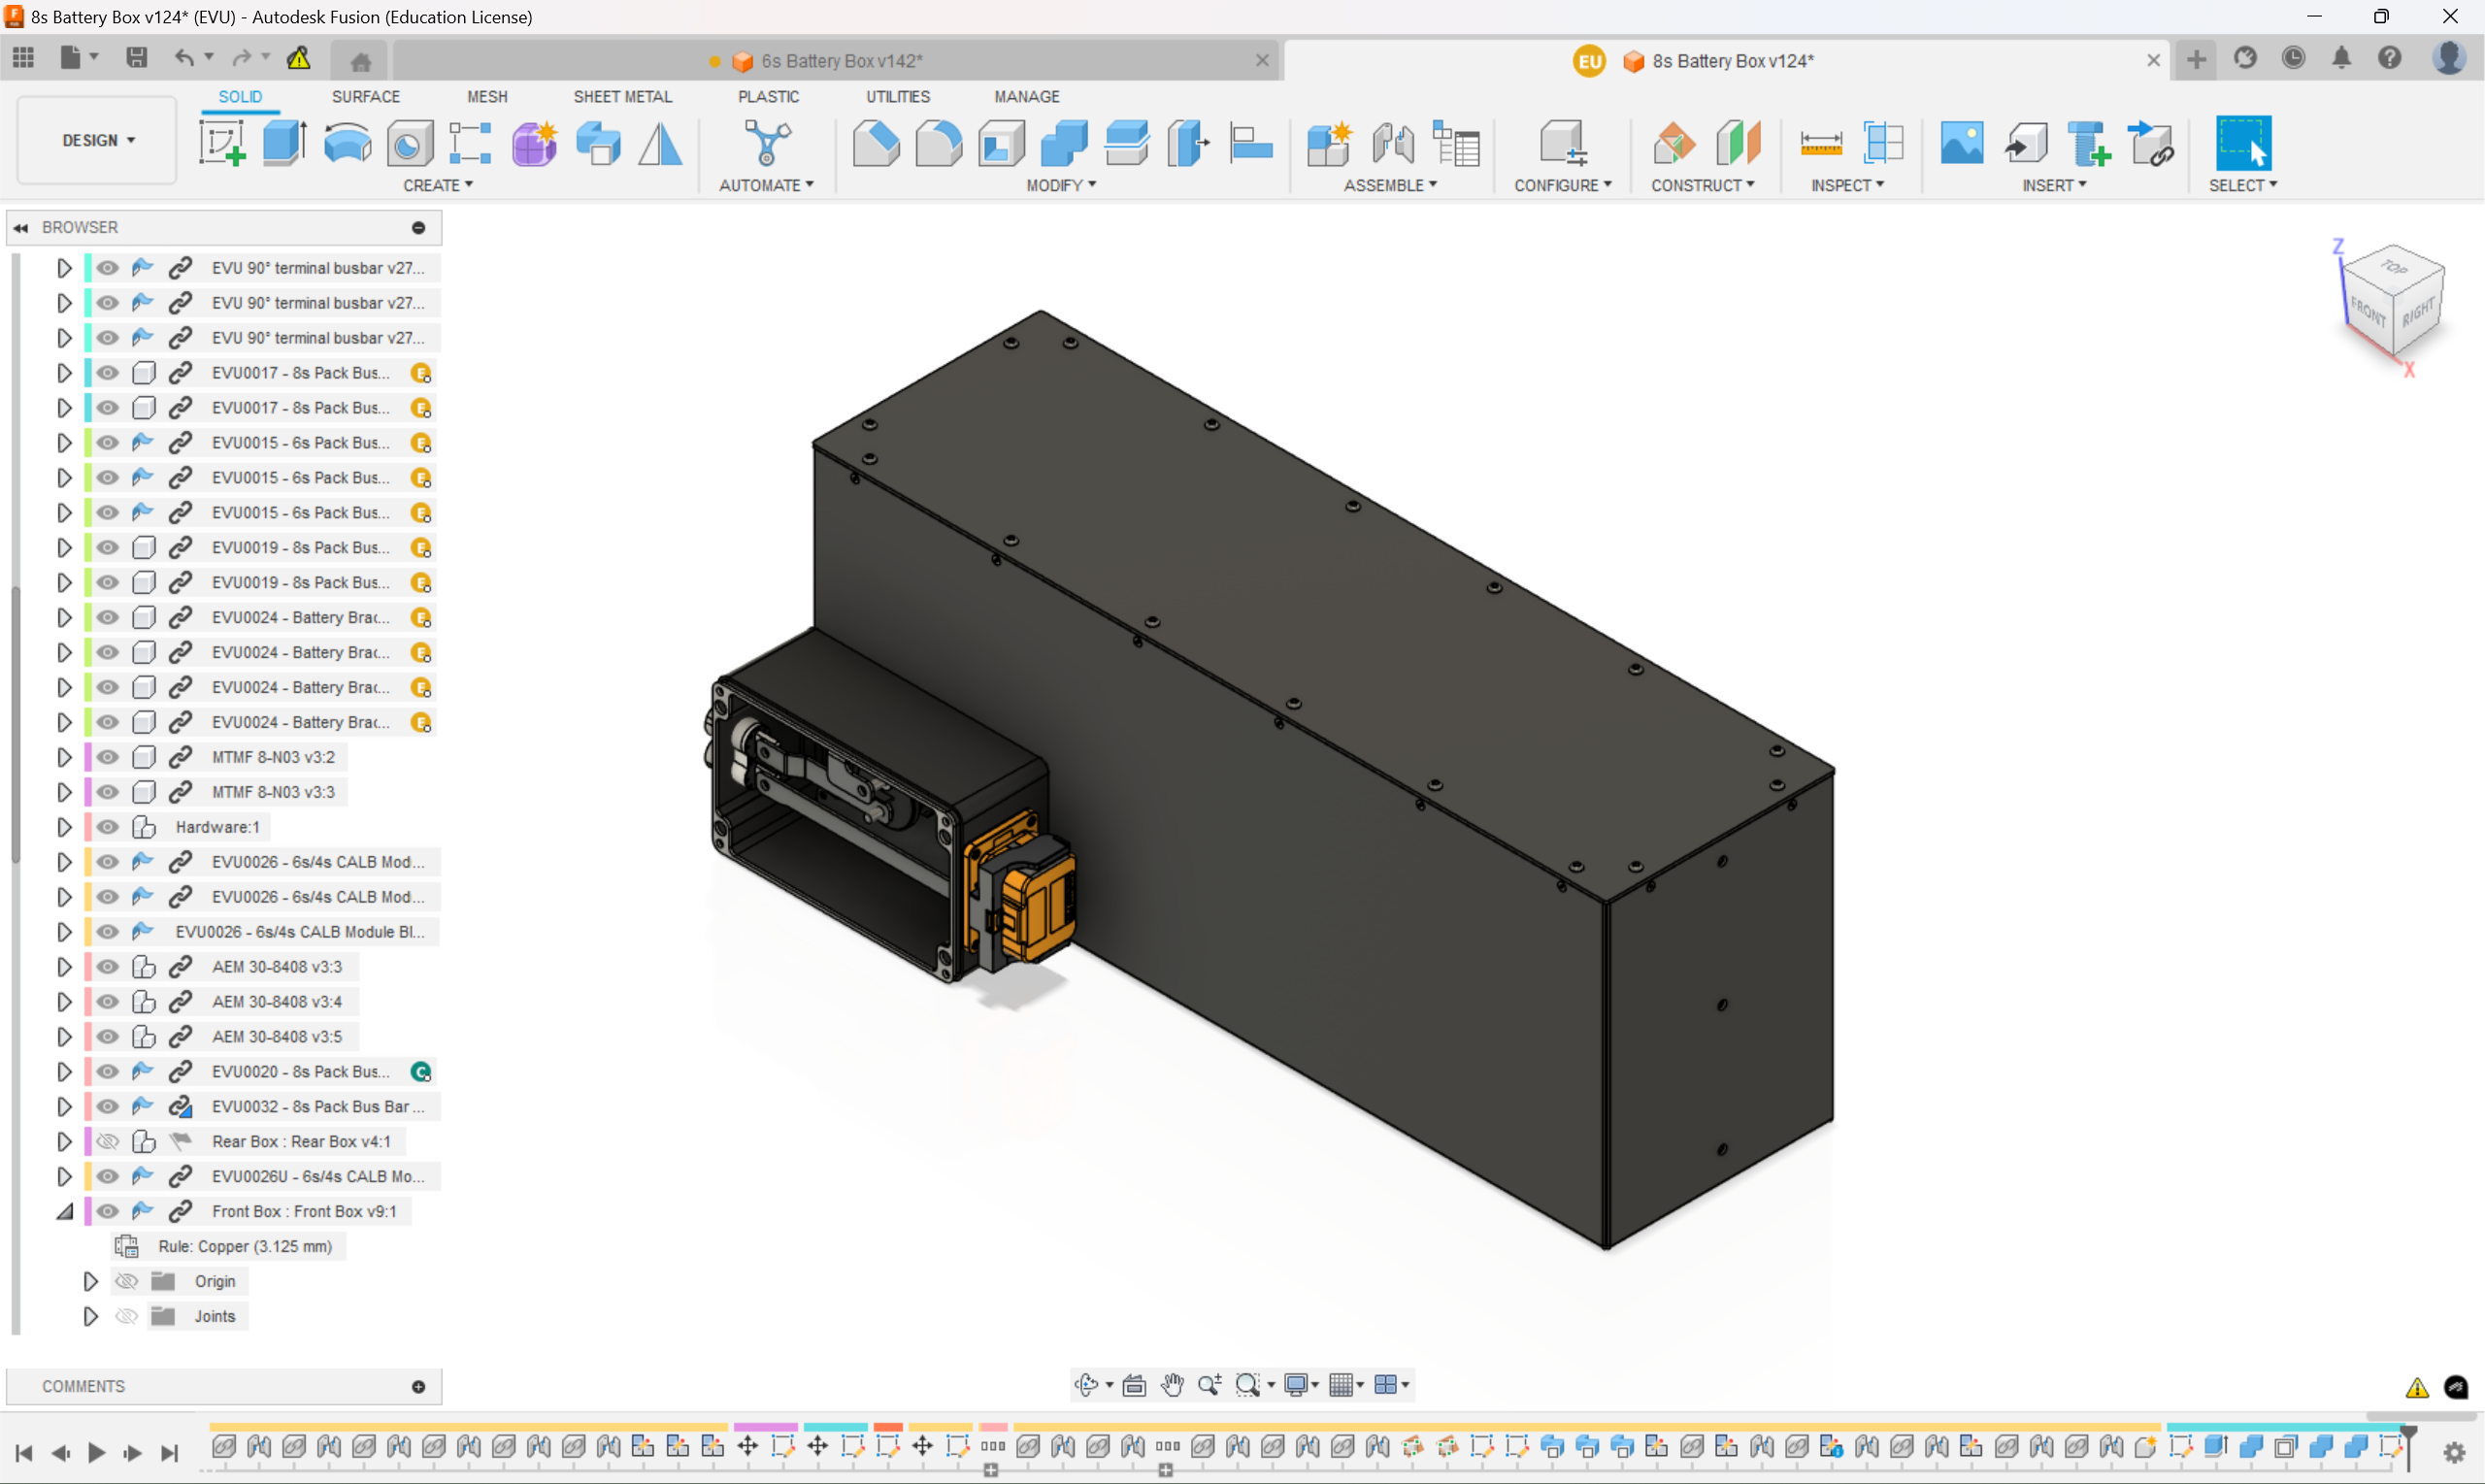 8s Battery Box v124* (EVU) - Autodesk Fusion (Education License)
6s Battery Box v142*
EU
8s Battery Box v124*
DESIGN
SOLID
SURFACE
MESH
SHEET METAL
PLASTIC
UTILITIES
MANAGE
CREATE
AUTOMATE
MODIFY
ASSEMBLE
CONFIGURE
CONSTRUCT
INSPECT
INSERT
SELECT
BROWSER
EVU 90° terminal busbar v27...
EVU 90° terminal busbar v27...
EVU 90° terminal busbar v27...
EVU0017 - 8s Pack Bus... E
EVU0017 - 8s Pack Bus... E
EVU0015 - 6s Pack Bus... E
EVU0015 - 6s Pack Bus... E
EVU0015 - 6s Pack Bus... E
EVU0019 - 8s Pack Bus... E
EVU0019 - 8s Pack Bus... E
EVU0024 - Battery Brac... E
EVU0024 - Battery Brac... E
EVU0024 - Battery Brac... E
EVU0024 - Battery Brac... E
MTMF 8-N03 v3:2
MTMF 8-N03 v3:3
Hardware:1
EVU0026 - 6s/4s CALB Mod...
EVU0026 - 6s/4s CALB Mod...
EVU0026 - 6s/4s CALB Module Bl...
AEM 30-8408 v3:3
AEM 30-8408 v3:4
AEM 30-8408 v3:5
EVU0020 - 8s Pack Bus... C
EVU0032 - 8s Pack Bus Bar ...
Rear Box : Rear Box v4:1
EVU0026U - 6s/4s CALB Mo...
Front Box : Front Box v9:1
Rule: Copper (3.125 mm)
Origin
Joints
COMMENTS
Z
TOP
FRONT
RIGHT
X